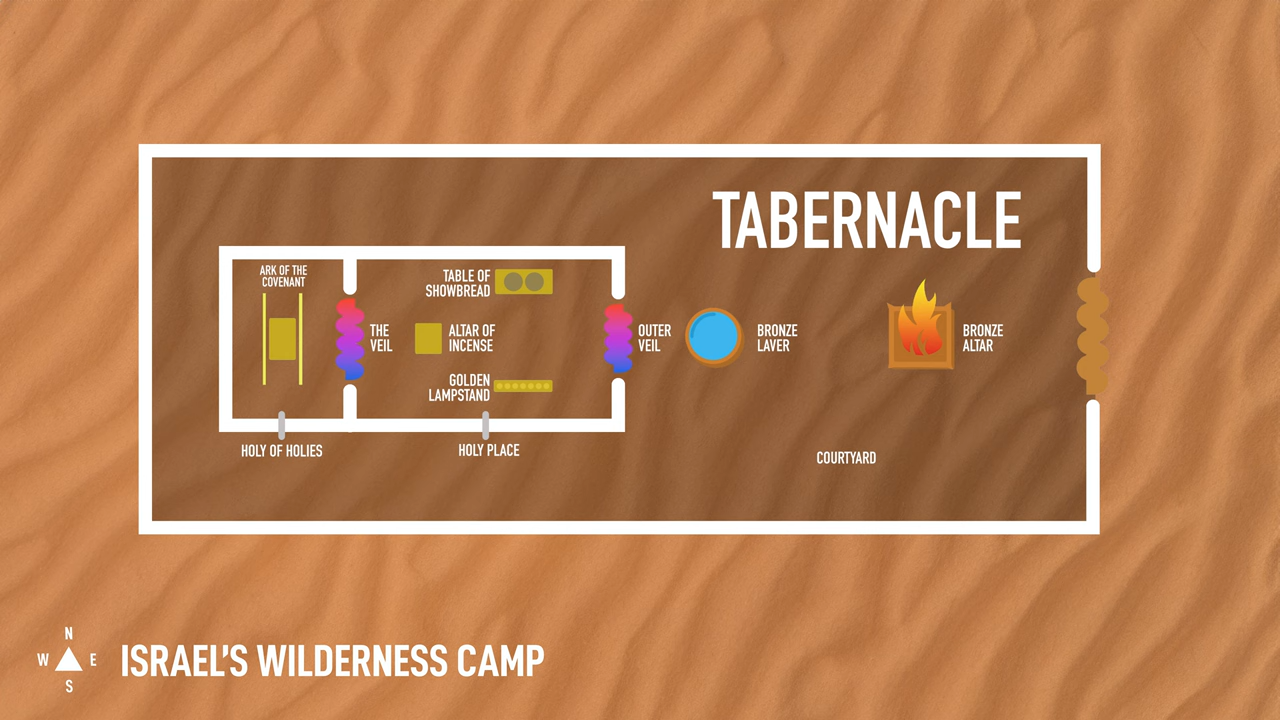 TABERNACLE
ARK OF THE
COVENANT
TABLE OF
SHOWBREAD
THE
VEIL
ALTAR OF
INCENSE
OUTER
VEIL
BRONZE
LAVER
BRONZE
ALTAR
GOLDEN
LAMPSTAND
HOLY OF HOLIES
HOLY PLACE
COURTYARD
N
W E
S
ISRAEL'S WILDERNESS CAMP